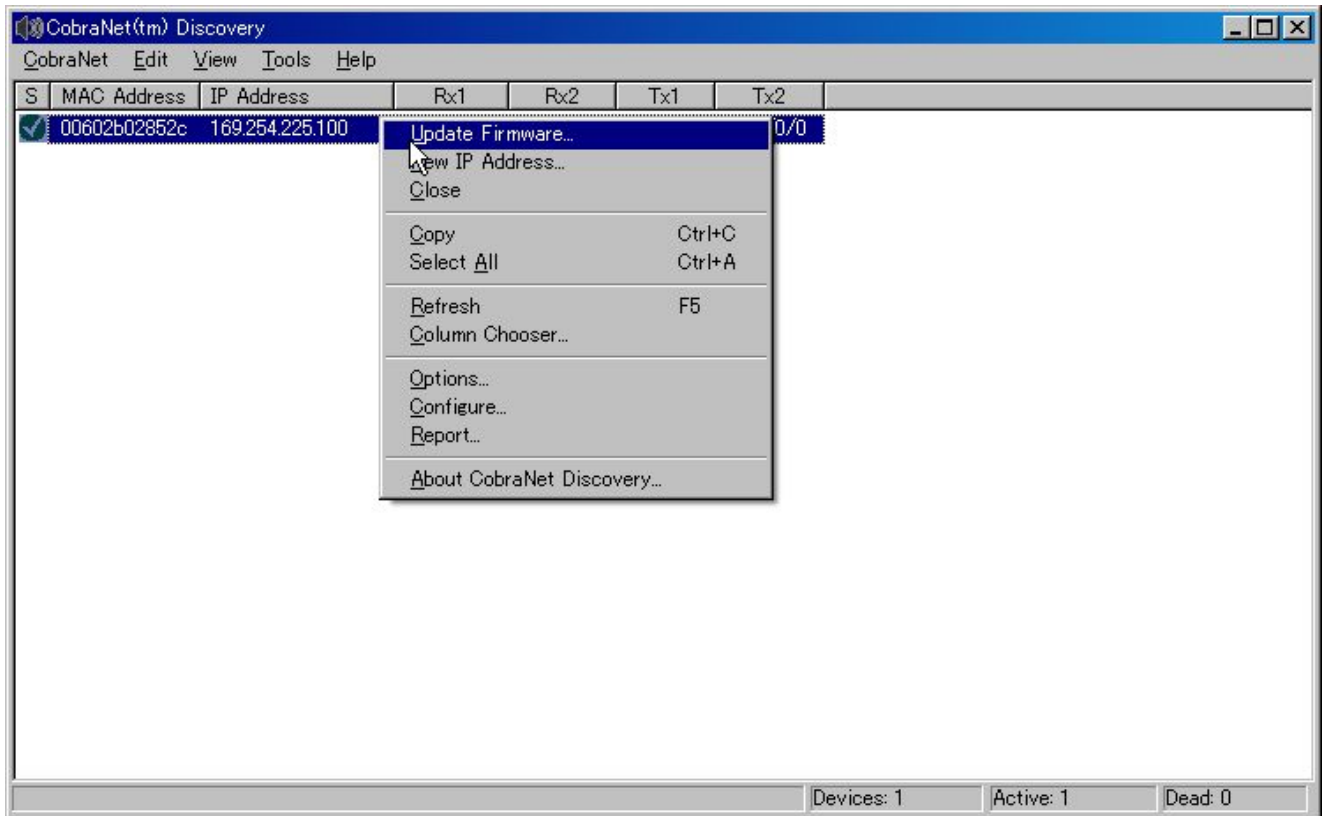 CobraNet(tm) Discovery
CobraNet Edit View Tools Help
S MAC Address IP Address Rx1 Rx2 Tx1 Tx2
00602b02852c 169.254.225.100 0/0
Update Firmware...
IP Address...
Close
Copy Ctrl+C
Select All Ctrl+A
Refresh F5
Column Chooser...
Options...
Configure...
Report...
About CobraNet Discovery...
Devices: 1 Active: 1 Dead: 0